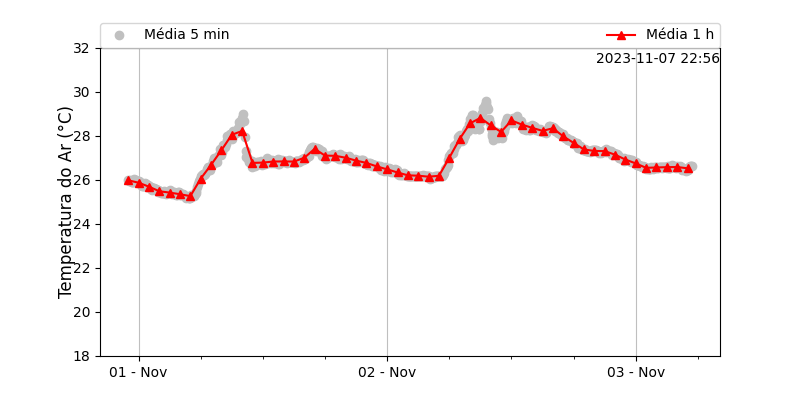 Média 5 min
Média 1 h
2023-11-07 22:56
Temperatura do Ar (°C)
32
30
28
26
24
22
20
18
01 - Nov
02 - Nov
03 - Nov